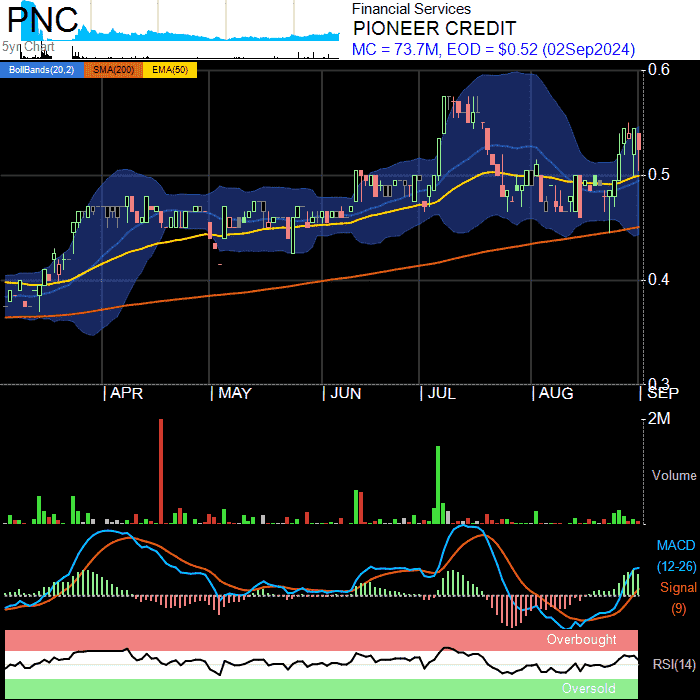 PNC
5yr Chart
Financial Services
PIONEER CREDIT
MC = 73.7M, EOD = $0.52 (02Sep2024)
BollBands(20,2) SMA(200) EMA(50)
0.6
0.5
0.4
0.3
| APR | MAY | JUN | JUL | AUG | SEP
2M
Volume
MACD
(12-26)
Signal
(9)
Overbought
RSI(14)
Oversold